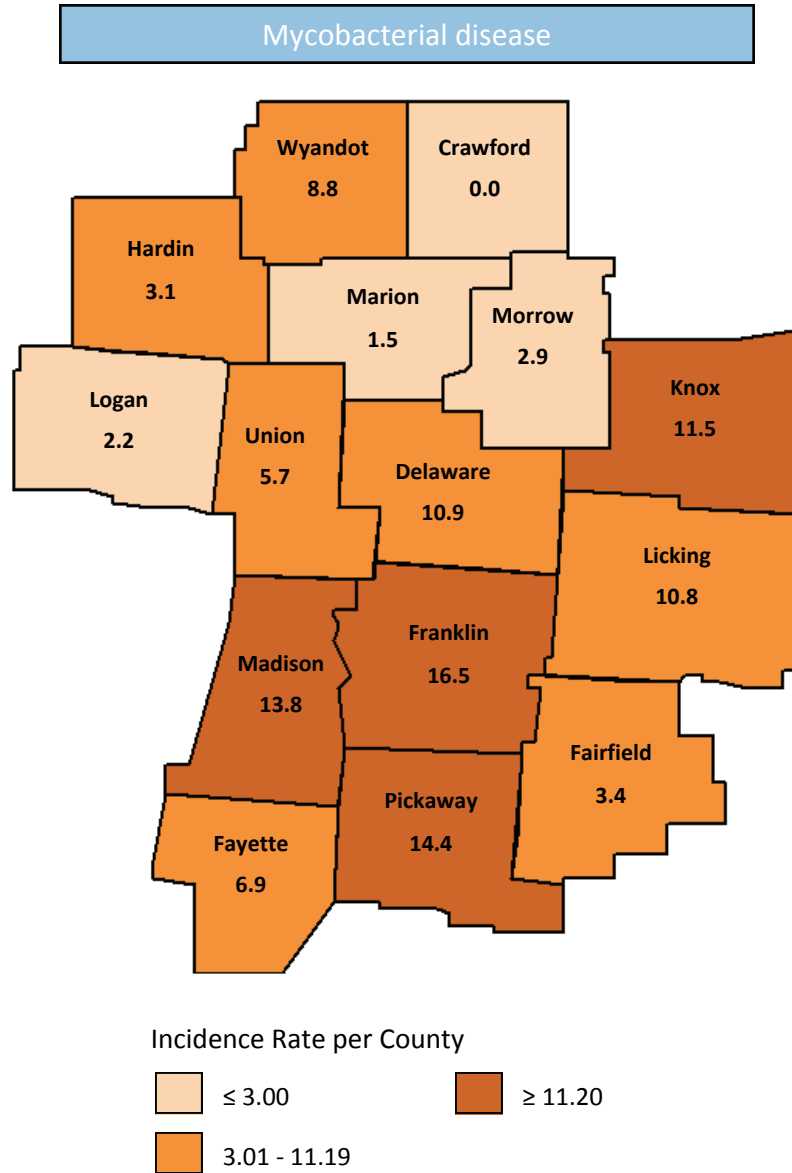 Mycobacterial disease
Wyandot
8.8
Crawford
0.0
Hardin
3.1
Marion
1.5
Morrow
2.9
Knox
11.5
Logan
2.2
Union
5.7
Delaware
10.9
Licking
10.8
Franklin
16.5
Madison
13.8
Fairfield
3.4
Pickaway
14.4
Fayette
6.9
Incidence Rate per County
≤ 3.00
≥ 11.20
3.01 - 11.19